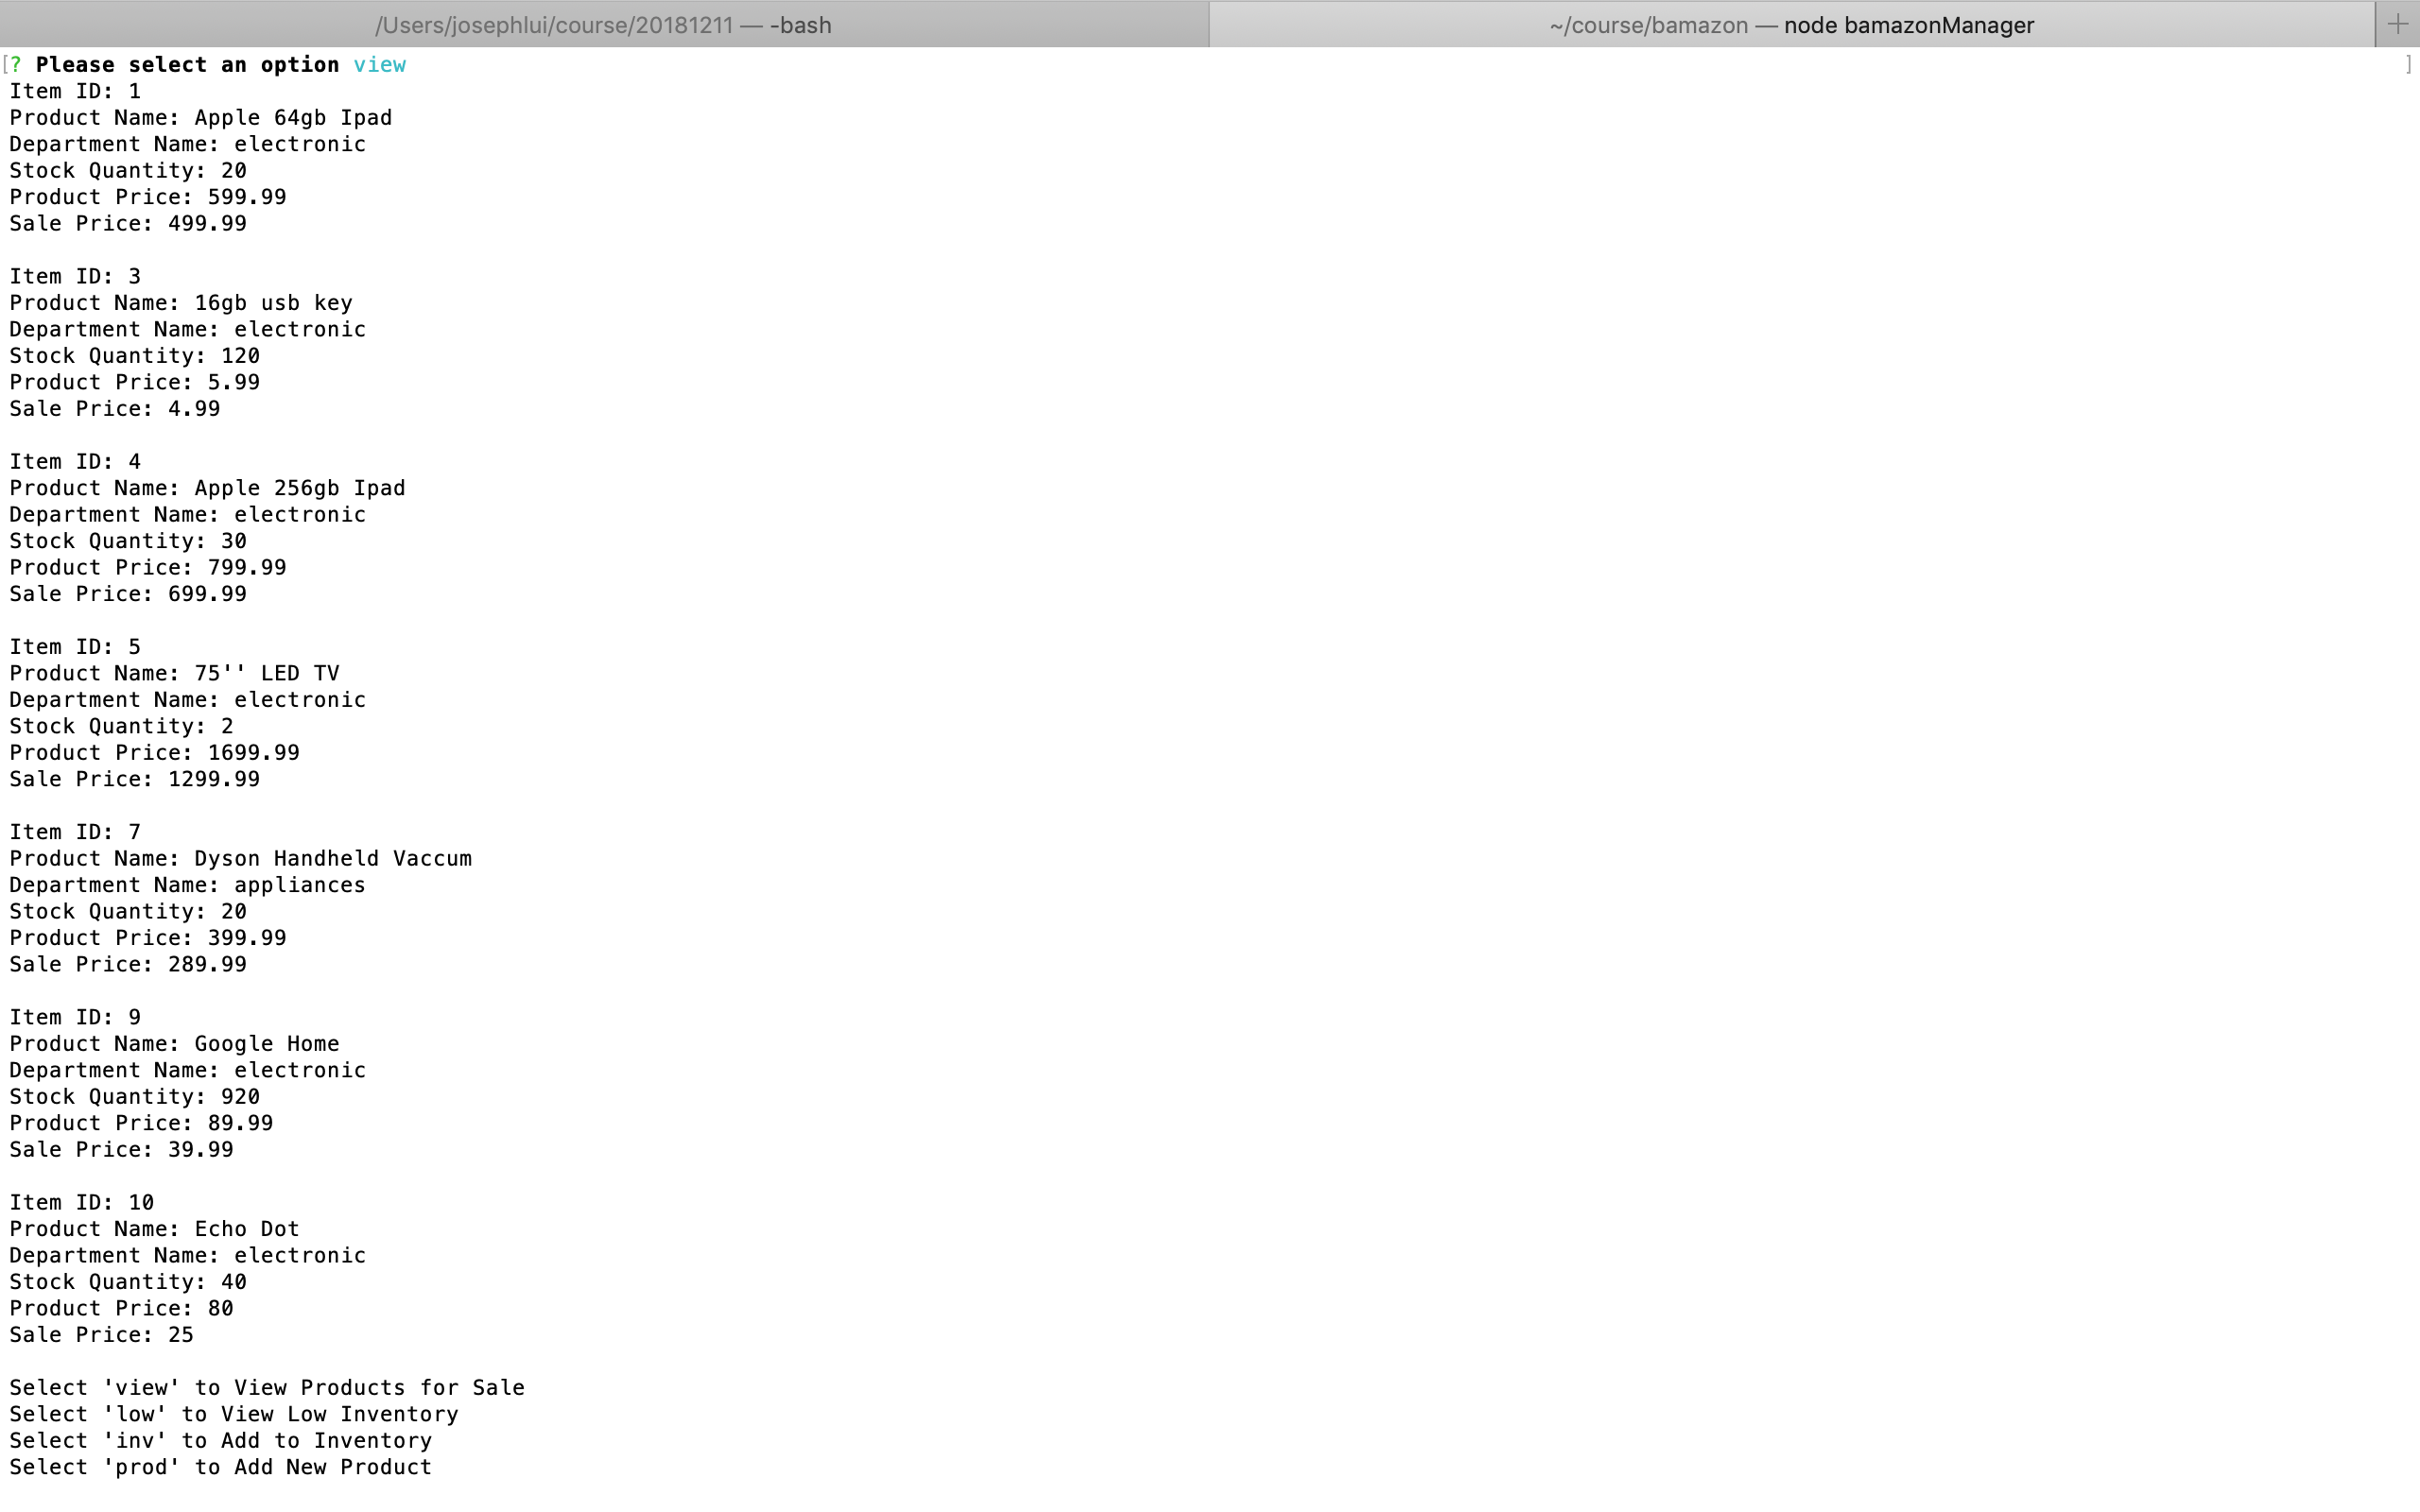 /Users/josephlui/course/20181211 — -bash
~/course/bamazon — node bamazonManager
[? Please select an option view ]
Item ID: 1
Product Name: Apple 64gb Ipad
Department Name: electronic
Stock Quantity: 20
Product Price: 599.99
Sale Price: 499.99
Item ID: 3
Product Name: 16gb usb key
Department Name: electronic
Stock Quantity: 120
Product Price: 5.99
Sale Price: 4.99
Item ID: 4
Product Name: Apple 256gb Ipad
Department Name: electronic
Stock Quantity: 30
Product Price: 799.99
Sale Price: 699.99
Item ID: 5
Product Name: 75'' LED TV
Department Name: electronic
Stock Quantity: 2
Product Price: 1699.99
Sale Price: 1299.99
Item ID: 7
Product Name: Dyson Handheld Vaccum
Department Name: appliances
Stock Quantity: 20
Product Price: 399.99
Sale Price: 289.99
Item ID: 9
Product Name: Google Home
Department Name: electronic
Stock Quantity: 920
Product Price: 89.99
Sale Price: 39.99
Item ID: 10
Product Name: Echo Dot
Department Name: electronic
Stock Quantity: 40
Product Price: 80
Sale Price: 25
Select 'view' to View Products for Sale
Select 'low' to View Low Inventory
Select 'inv' to Add to Inventory
Select 'prod' to Add New Product